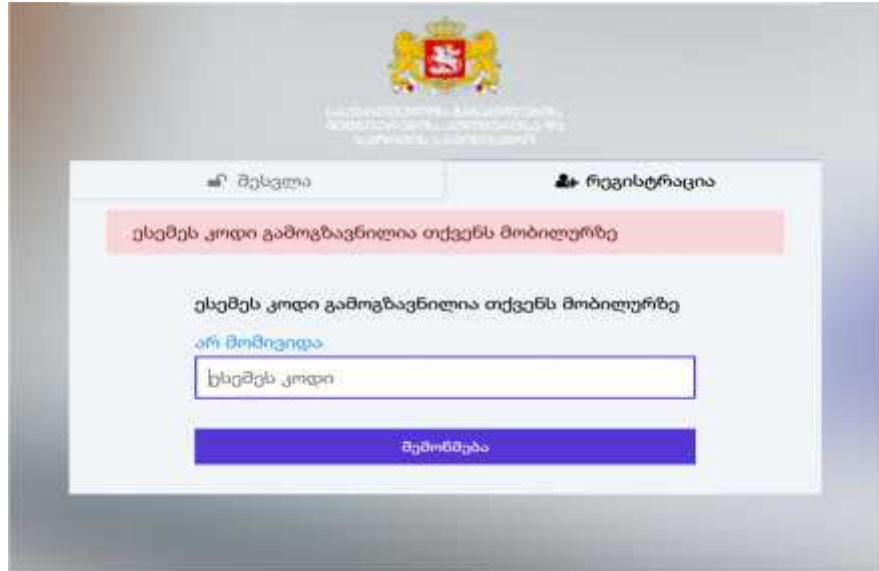 შესვლა
რეგისტრაცია
ესემეს კოდი გამოგზავნილია თქვენს მობილურზე
ესემეს კოდი გამოგზავნილია თქვენს მობილურზე
არ მომივიდა
ესემეს კოდი
შემოწმება